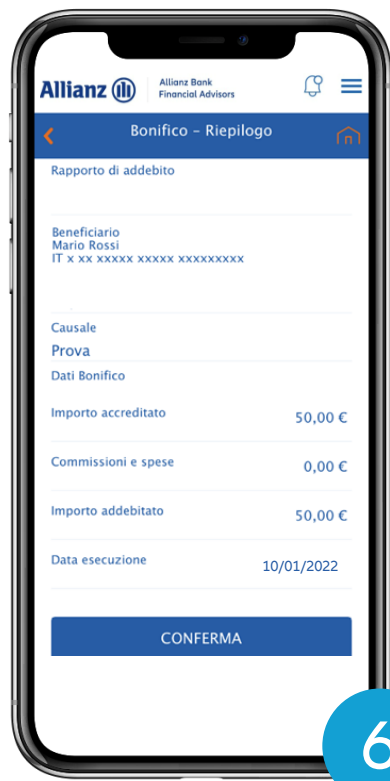 Allianz
Allianz Bank
Financial Advisors
Bonifico – Riepilogo
Rapporto di addebito
Beneficiario
Mario Rossi
IT x xx xxxxx xxxxx xxxxxxxxx
Causale
Prova
Dati Bonifico
Importo accreditato 50,00 €
Commissioni e spese 0,00 €
Importo addebitato 50,00 €
Data esecuzione 10/01/2022
CONFERMA
6